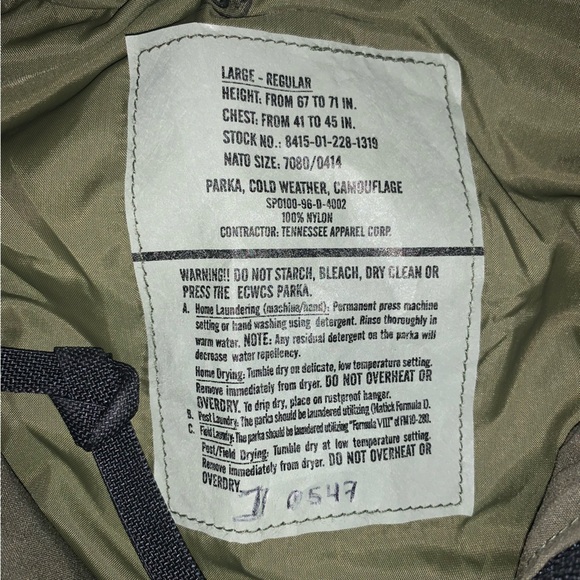 LARGE - REGULAR
HEIGHT: FROM 67 TO 71 IN.
CHEST: FROM 41 TO 45 IN.
STOCK NO.: 8415-01-228-1319
NATO SIZE: 7080/0414
PARKA, COLD WEATHER, CAMOUFLAGE
SPO100-96-D-4002
100% NYLON
CONTRACTOR: TENNESSEE APPAREL CORP.
WARNING!! DO NOT STARCH, BLEACH, DRY CLEAN OR
PRESS THE ECWCS PARKA.
A. Home Laundering (machine/hand): Permanent press machine
setting or hand washing using detergent. Rinse thoroughly in
warm water. NOTE: Any residual detergent on the parka will
decrease water repellency.
Home Drying: Tumble dry on delicate, low temperature setting.
Remove immediately from dryer. DO NOT OVERHEAT OR
OVERDRY. To drip dry, place on rustproof hanger.
B. Post Laundry: The parka should be laundered utilizing (Natick Formula I).
C. Field Laundry: The parka should be laundered utilizing "Formula VIII" of FM10-280.
Post/Field Drying: Tumble dry at low temperature setting.
Remove immediately from dryer. DO NOT OVERHEAT OR
OVERDRY.
0547